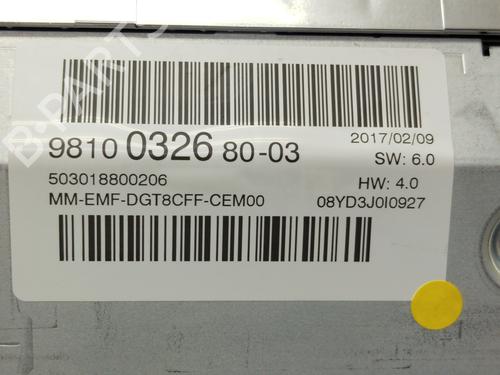 2017/02/09
9810 0326 80-03
SW: 6.0
503018800206
HW: 4.0
MM-EMF-DGT8CFF-CEM00
08YD3J0I0927
B-PARTS